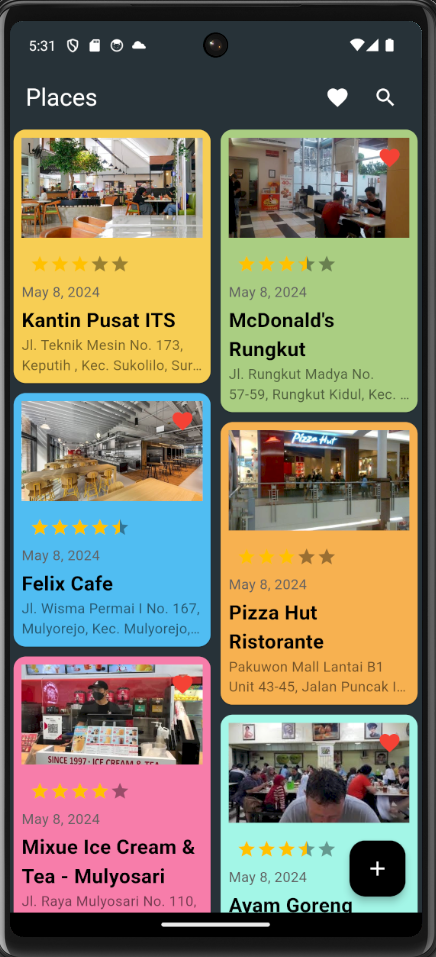 5:31
Places
May 8, 2024
Kantin Pusat ITS
Jl. Teknik Mesin No. 173,
Keputih , Kec. Sukolilo, Sur…
May 8, 2024
McDonald's
Rungkut
Jl. Rungkut Madya No.
57-59, Rungkut Kidul, Kec. …
May 8, 2024
Felix Cafe
Jl. Wisma Permai I No. 167,
Mulyorejo, Kec. Mulyorejo,…
Pizza Hut
May 8, 2024
Pizza Hut
Ristorante
Pakuwon Mall Lantai B1
Unit 43-45, Jalan Puncak I…
SINCE 1997 · ICE CREAM & TEA
May 8, 2024
Mixue Ice Cream &
Tea - Mulyosari
Jl. Raya Mulyosari No. 110,
May 8, 2024
Ayam Goreng
+